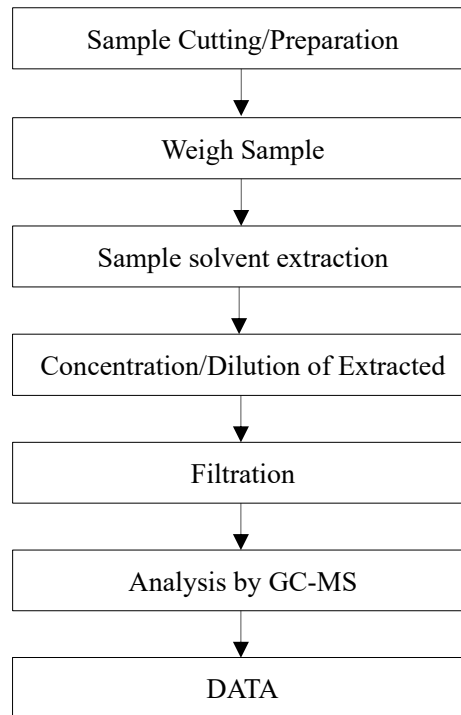 Sample Cutting/Preparation
Weigh Sample
Sample solvent extraction
Concentration/Dilution of Extracted
Filtration
Analysis by GC-MS
DATA